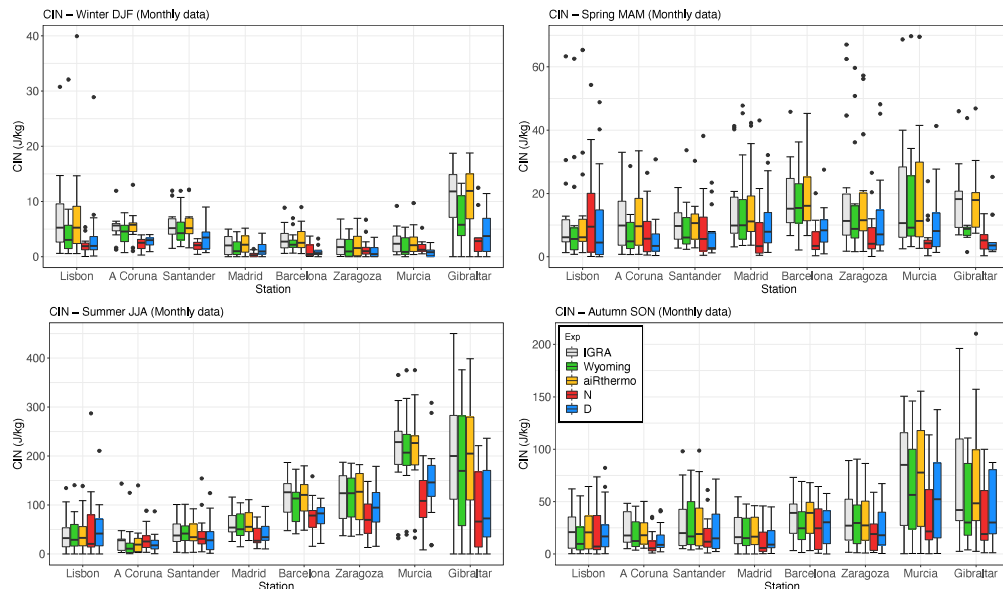 CIN – Winter DJF (Monthly data)
CIN (J/kg)
40
30
20
10
0
Lisbon A Coruna Santander Madrid Barcelona Zaragoza Murcia Gibraltar
Station
CIN – Spring MAM (Monthly data)
CIN (J/kg)
60
40
20
0
Lisbon A Coruna Santander Madrid Barcelona Zaragoza Murcia Gibraltar
Station
CIN – Summer JJA (Monthly data)
CIN (J/kg)
400
300
200
100
0
Lisbon A Coruna Santander Madrid Barcelona Zaragoza Murcia Gibraltar
Station
CIN – Autumn SON (Monthly data)
CIN (J/kg)
200
150
100
50
0
Exp
IGRA
Wyoming
aiRthermo
N
D
Lisbon A Coruna Santander Madrid Barcelona Zaragoza Murcia Gibraltar
Station